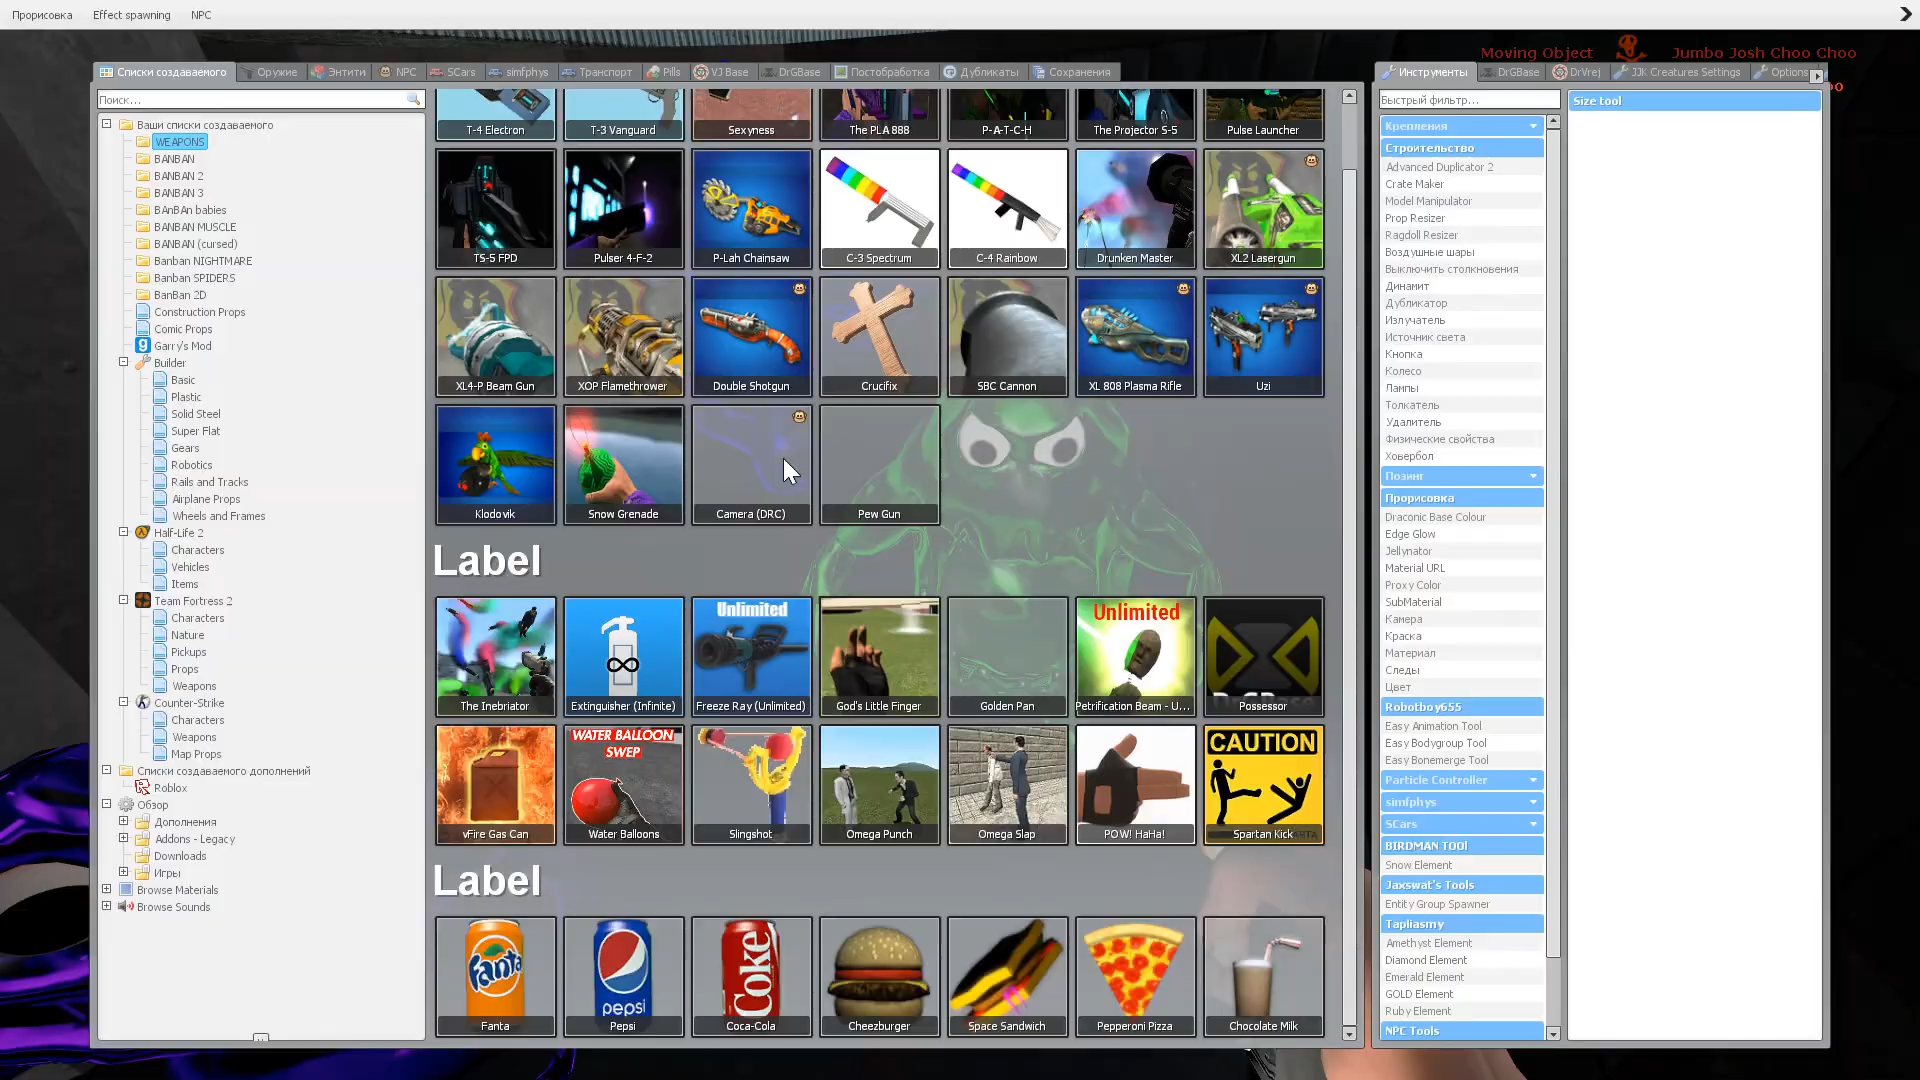 Прорисовка Effect spawning NPC
Moving Object Jumbo Josh Choo Choo
Списки создаваемого Оружие Энтити NPC SCars simfphys Транспорт Pills VJ Base DrGBase Постобработка Дубликаты Сохранения
Инструменты DrGBase DrVrej JJK Creatures Settings Options
Поиск...
Ваши списки создаваемого
WEAPONS
BANBAN
BANBAN 2
BANBAN 3
BAnBAn babies
BANBAN MUSCLE
BANBAN (cursed)
Banban NIGHTMARE
Banban SPIDERS
BanBan 2D
Construction Props
Comic Props
Garry's Mod
Builder
Basic
Plastic
Solid Steel
Super Flat
Gears
Robotics
Rails and Tracks
Airplane Props
Wheels and Frames
Half-Life 2
Characters
Vehicles
Items
Team Fortress 2
Characters
Nature
Pickups
Props
Weapons
Counter-Strike
Characters
Weapons
Map Props
Списки создаваемого дополнений
Roblox
Обзор
Дополнения
Addons - Legacy
Downloads
Игры
Browse Materials
Browse Sounds
T-4 Electron T-3 Vanguard Sexyness The PLA 888 P-A-T-C-H The Projector S-5 Pulse Launcher
TS-5 FPD Pulser 4-F-2 P-Lah Chainsaw C-3 Spectrum C-4 Rainbow Drunken Master XL2 Lasergun
XL4-P Beam Gun XOP Flamethrower Double Shotgun Crucifix SBC Cannon XL 808 Plasma Rifle Uzi
Klodovik Snow Grenade Camera (DRC) Pew Gun
Label
Unlimited Unlimited
The Inebriator Extinguisher (Infinite) Freeze Ray (Unlimited) God's Little Finger Golden Pan Petrification Beam - U... Possessor
WATER BALLOON SWEP CAUTION
vFire Gas Can Water Balloons Slingshot Omega Punch Omega Slap POW! HaHa! Spartan Kick
Label
Fanta pepsi Coke
Fanta Pepsi Coca-Cola Cheezburger Space Sandwich Pepperoni Pizza Chocolate Milk
Быстрый фильтр...
Крепления
Строительство
Advanced Duplicator 2
Crate Maker
Model Manipulator
Prop Resizer
Ragdoll Resizer
Воздушные шары
Выключить столкновения
Динамит
Дубликатор
Излучатель
Источник света
Кнопка
Колесо
Лампы
Толкатель
Удалитель
Физические свойства
Ховербол
Позинг
Прорисовка
Draconic Base Colour
Edge Glow
Jellynator
Material URL
Proxy Color
SubMaterial
Камера
Краска
Материал
Следы
Цвет
Robotboy655
Easy Animation Tool
Easy Bodygroup Tool
Easy Bonemerge Tool
Particle Controller
simfphys
SCars
BIRDMAN TOOl
Snow Element
Jaxswat's Tools
Entity Group Spawner
Tapliasmy
Amethyst Element
Diamond Element
Emerald Element
GOLD Element
Ruby Element
NPC Tools
Size tool